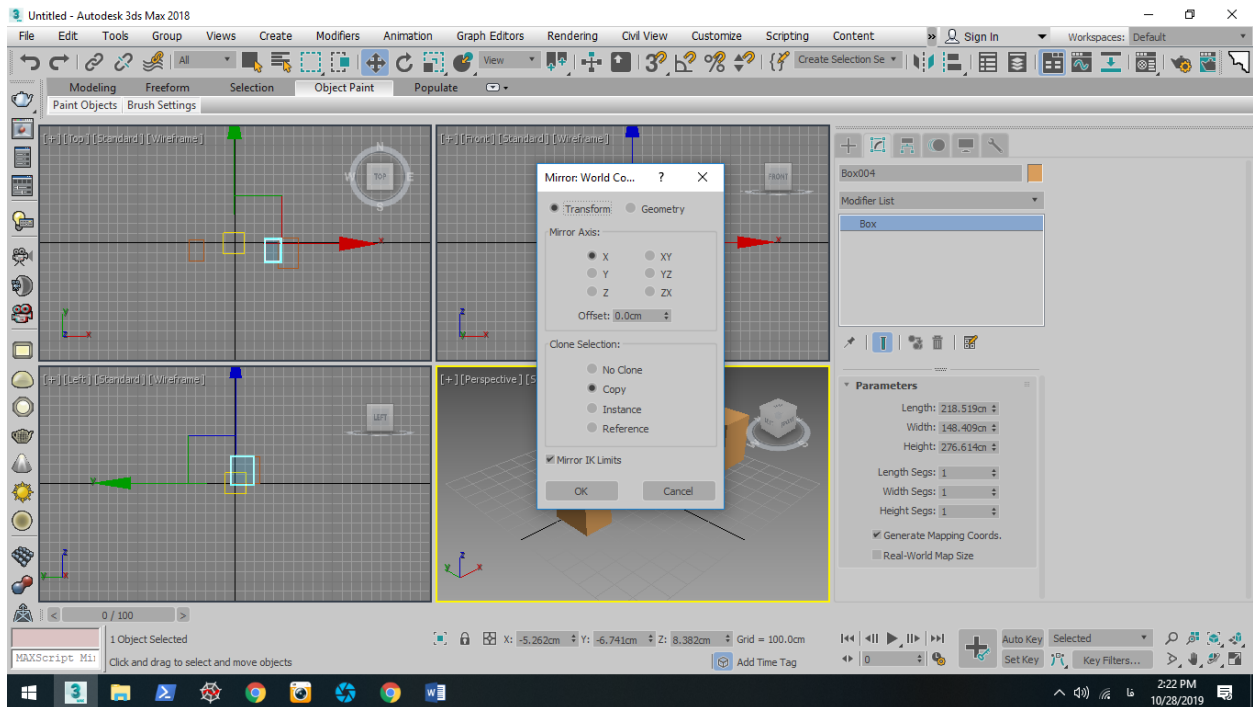 Untitled - Autodesk 3ds Max 2018
File Edit Tools Group Views Create Modifiers Animation Graph Editors Rendering Civil View Customize Scripting Content » Sign In Workspaces: Default
All View Create Selection Se
Modeling Freeform Selection Object Paint Populate
Paint Objects Brush Settings
[+] [Top] [Standard] [Wireframe]
N
W TOP E
S
x
y
z x
[+] [Front] [Standard] [Wireframe]
FRONT
x
z
y x
[+] [Left] [Standard] [Wireframe]
LEFT
y
z
y x
[+] [Perspective] [S
z
y x
Mirror: World Co... ? X
Transform Geometry
Mirror Axis:
X XY
Y YZ
Z ZX
Offset: 0.0cm
Clone Selection:
No Clone
Copy
Instance
Reference
Mirror IK Limits
OK Cancel
Box004
Modifier List
Box
Parameters
Length: 218.519cm
Width: 148.409cm
Height: 276.614cm
Length Segs: 1
Width Segs: 1
Height Segs: 1
Generate Mapping Coords.
Real-World Map Size
< 0 / 100 >
1 Object Selected
X: -5.262cm Y: -6.741cm Z: 8.382cm Grid = 100.0cm
Auto Key Selected
MAXScript Mi
Click and drag to select and move objects
Add Time Tag
0
Set Key Key Filters...
فا
2:22 PM
10/28/2019